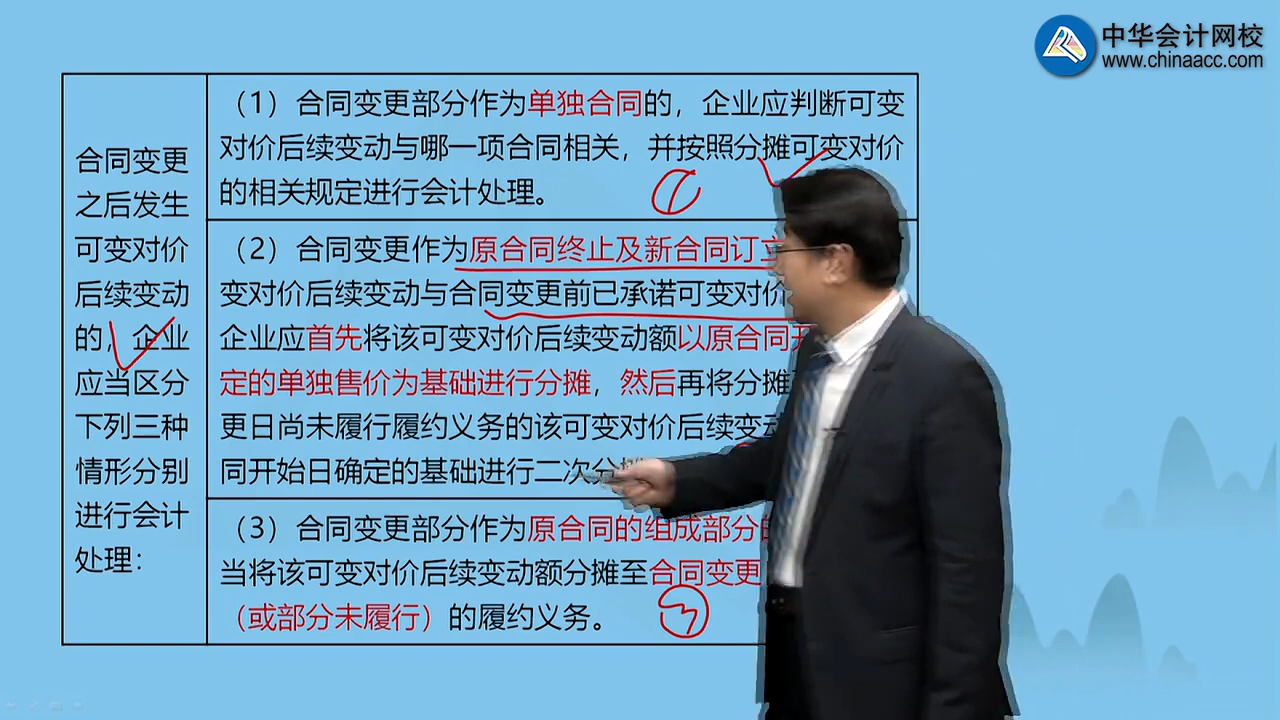 中华会计网校
www.chinaacc.com
合同变更
之后发生
可变对价
后续变动
的，企业
应当区分
下列三种
情形分别
进行会计
处理：
（1）合同变更部分作为单独合同的，企业应判断可变
对价后续变动与哪一项合同相关，并按照分摊可变对价
的相关规定进行会计处理。
①
（2）合同变更作为原合同终止及新合同订立
变对价后续变动与合同变更前已承诺可变对价
企业应首先将该可变对价后续变动额以原合同
定的单独售价为基础进行分摊，然后再将分摊
更日尚未履行履约义务的该可变对价后续变动
同开始日确定的基础进行二次分
（3）合同变更部分作为原合同的组成部分
当将该可变对价后续变动额分摊至合同变更
（或部分未履行）的履约义务。
③